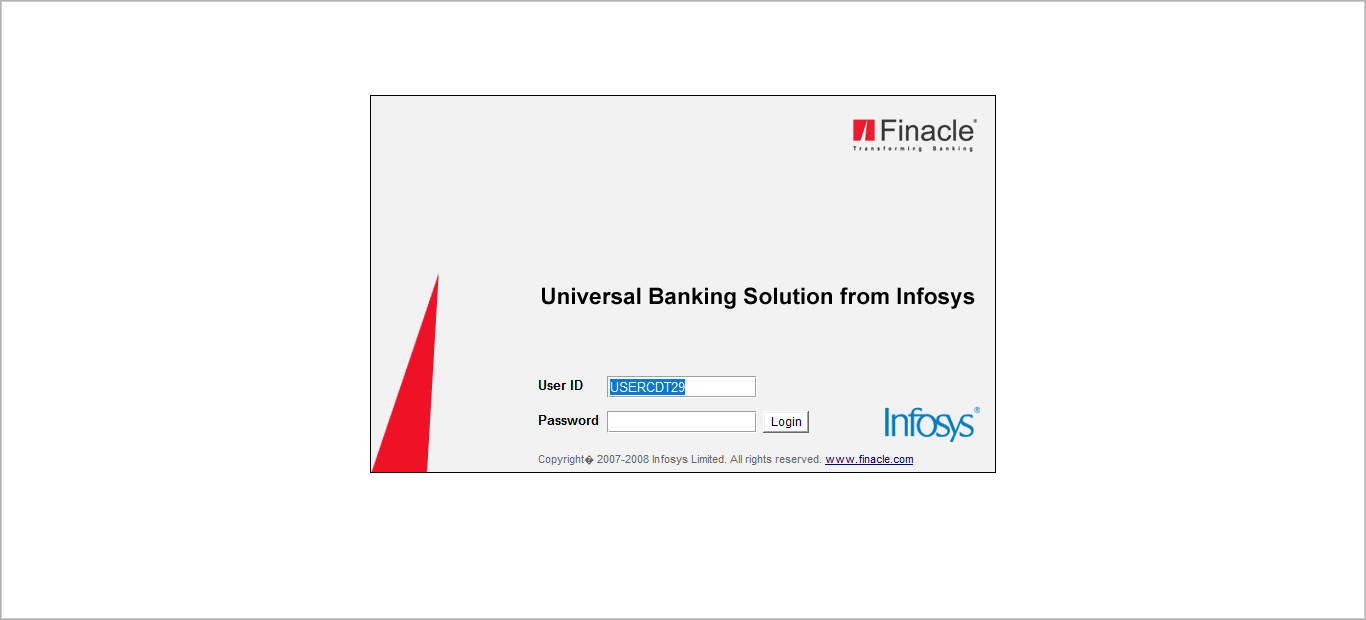 Finacle®
Transforming Banking
Universal Banking Solution from Infosys
User ID USERCDT29
Password Login
Infosys®
Copyright� 2007-2008 Infosys Limited. All rights reserved. www.finacle.com